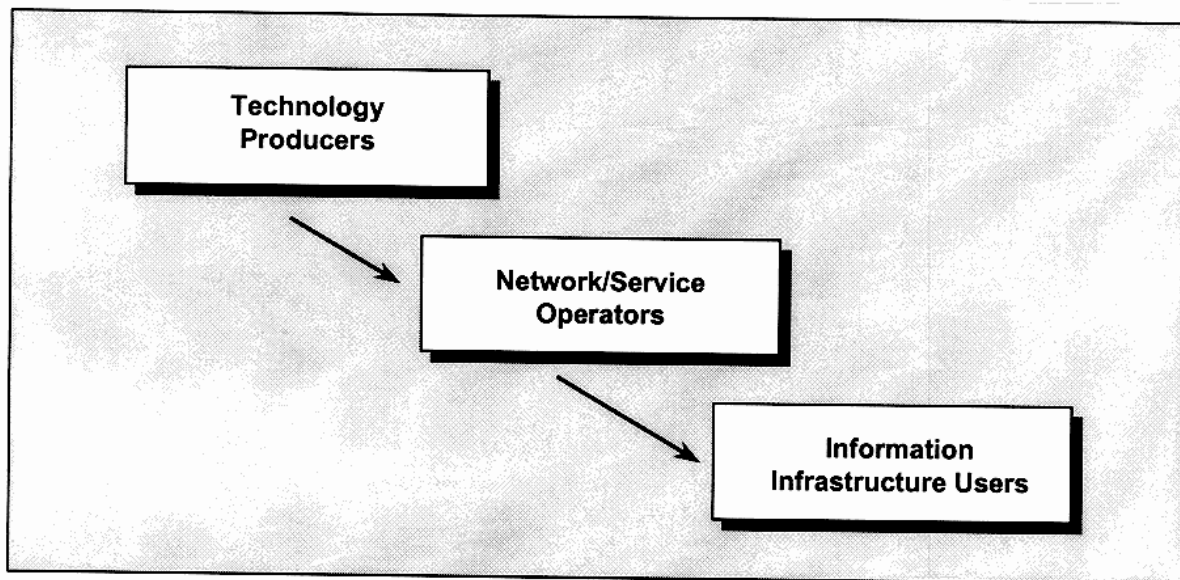 Technology
Producers
Network/Service
Operators
Information
Infrastructure Users